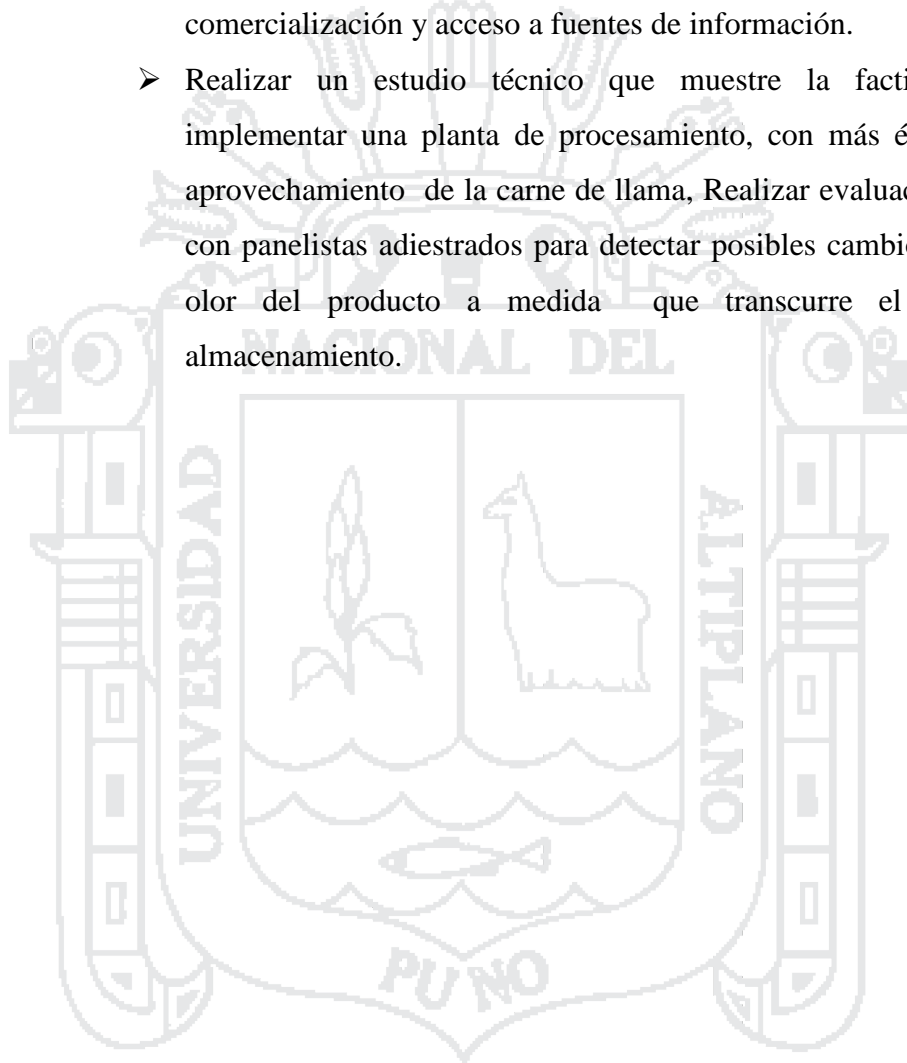 comercialización y acceso a fuentes de información.
➢ Realizar un estudio técnico que muestre la facti
implementar una planta de procesamiento, con más é
aprovechamiento de la carne de llama, Realizar evaluac
con panelistas adiestrados para detectar posibles cambi
olor del producto a medida que transcurre el
almacenamiento.
NACIONAL DEL
UNIVERSIDAD
ALTIPLANO
PUNO